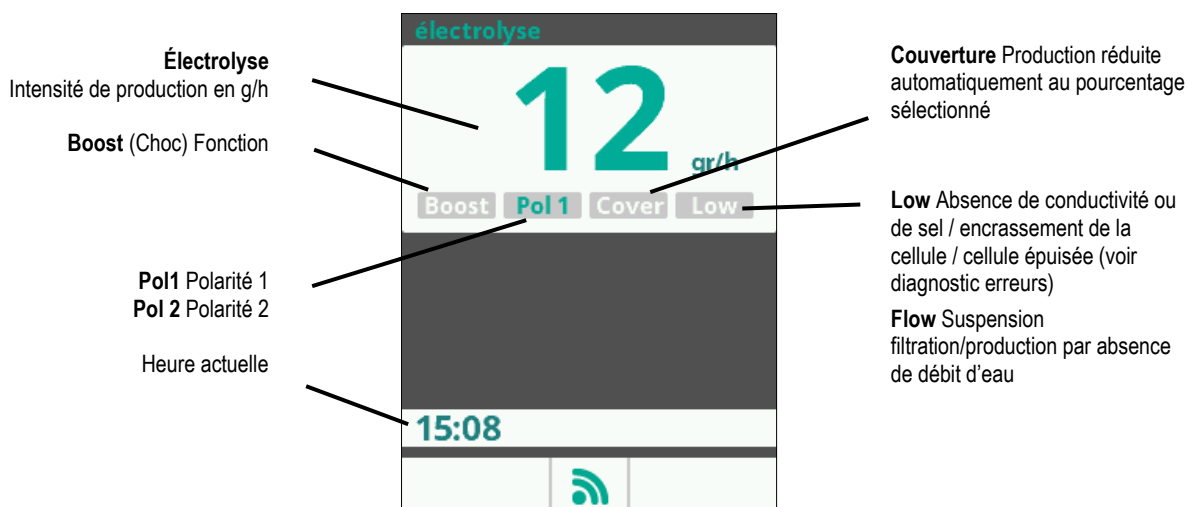 Électrolyse
Intensité de production en g/h
Boost (Choc) Fonction
Pol1 Polarité 1
Pol 2 Polarité 2
Heure actuelle
électrolyse
12
gr/h
Boost Pol 1 Cover Low
15:08
Couverture Production réduite
automatiquement au pourcentage
sélectionné
Low Absence de conductivité ou
de sel / encrassement de la
cellule / cellule épuisée (voir
diagnostic erreurs)
Flow Suspension
filtration/production par absence
de débit d'eau